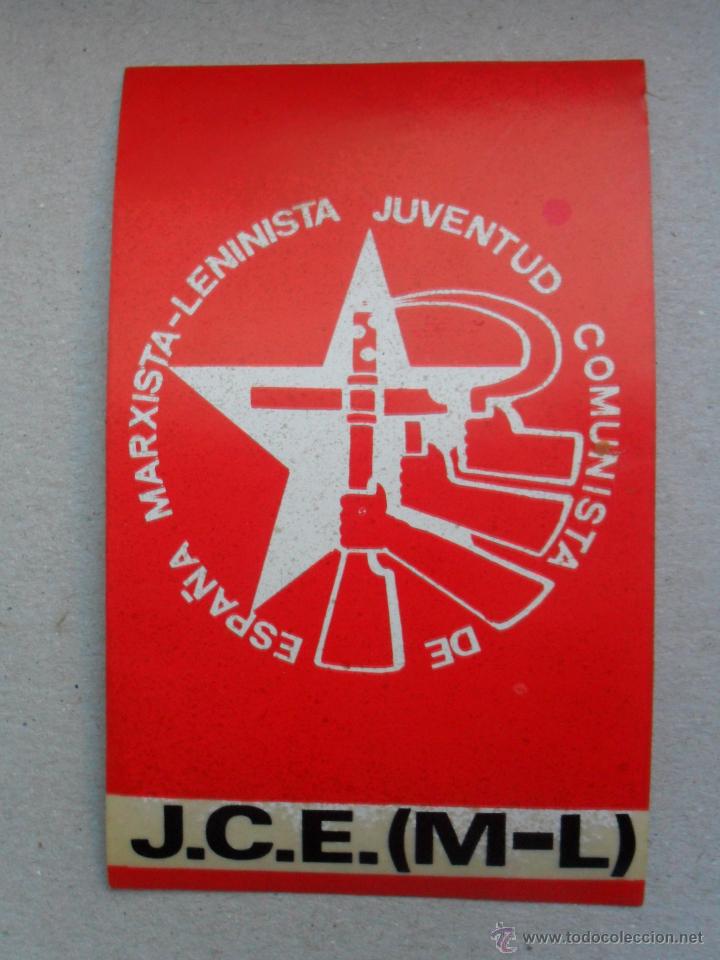 JUVENTUD COMUNISTA DE ESPAÑA MARXISTA-LENINISTA
J.C.E.(M-L)
© www.todocoleccion.net